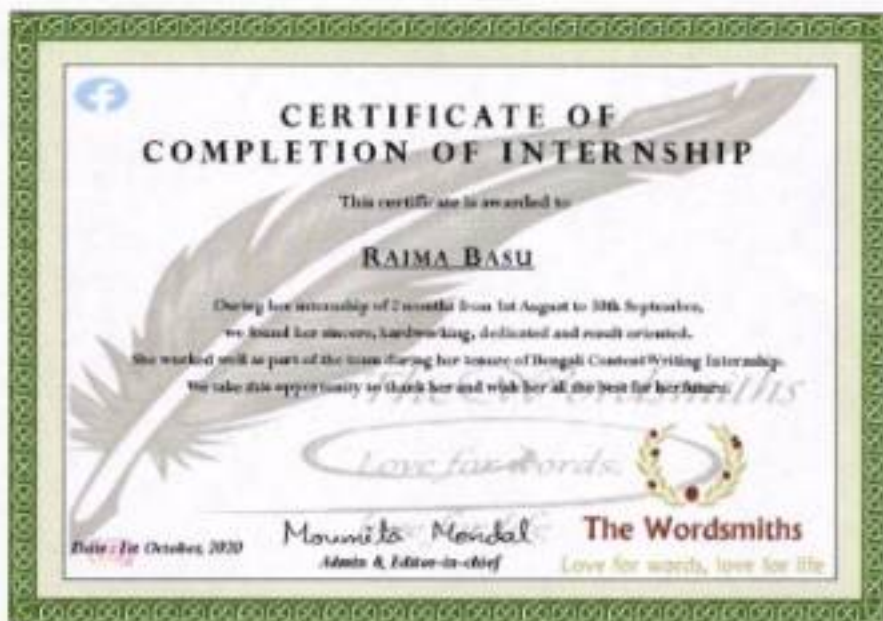 CERTIFICATE OF
COMPLETION OF INTERNSHIP
This certificate is awarded to
RAIMA BASU
During her internship of 2 months from 1st August to 30th September,
we found her sincere, hardworking, dedicated and result oriented.
She worked well as part of the team during her tenure of Bengali Content Writing Internship.
We take this opportunity to thank her and wish her all the best for her future.
The Wordsmiths
Love for words,
love for life
Date : 1st October, 2020
Moumita Mondal
Admin & Editor-in-chief
The Wordsmiths
Love for words, love for life